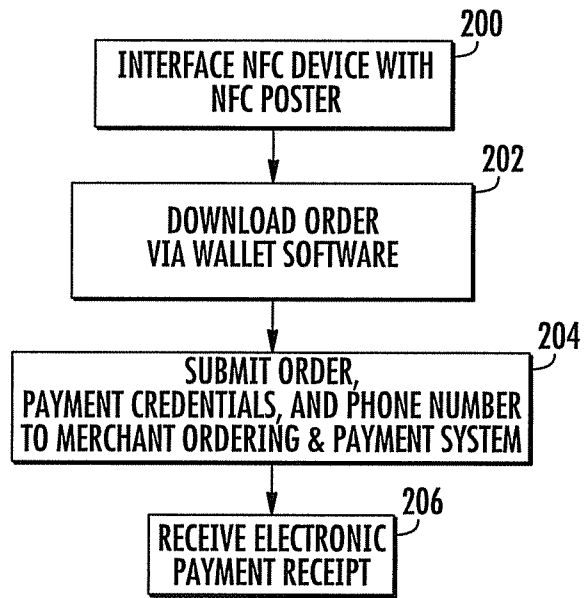 200
INTERFACE NFC DEVICE WITH
NFC POSTER
202
DOWNLOAD ORDER
VIA WALLET SOFTWARE
204
SUBMIT ORDER,
PAYMENT CREDENTIALS, AND PHONE NUMBER
TO MERCHANT ORDERING & PAYMENT SYSTEM
206
RECEIVE ELECTRONIC
PAYMENT RECEIPT